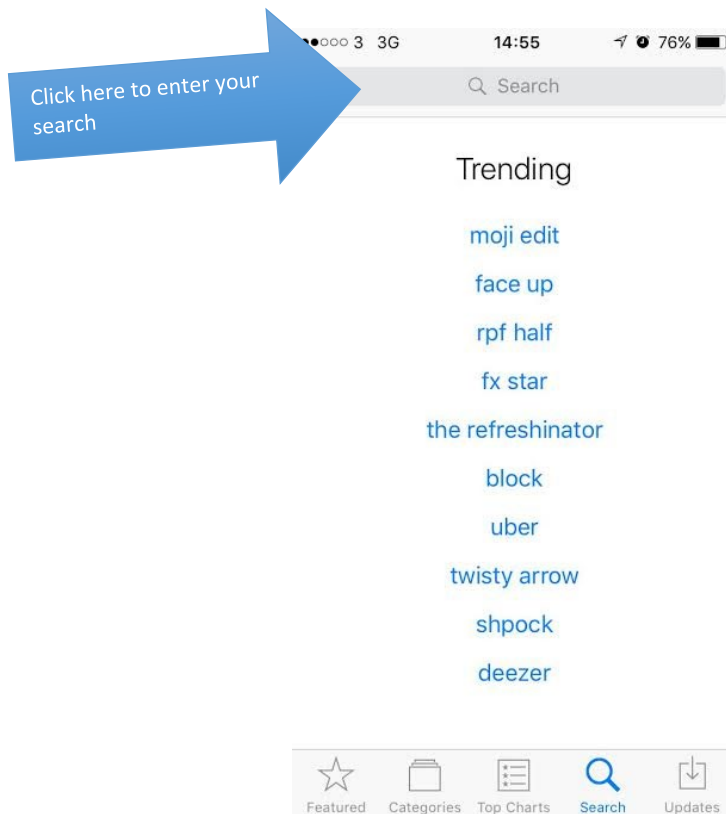 3 3G 14:55 76%
Click here to enter your
search
Search
Trending
moji edit
face up
rpf half
fx star
the refreshinator
block
uber
twisty arrow
shpock
deezer
Featured Categories Top Charts Search Updates